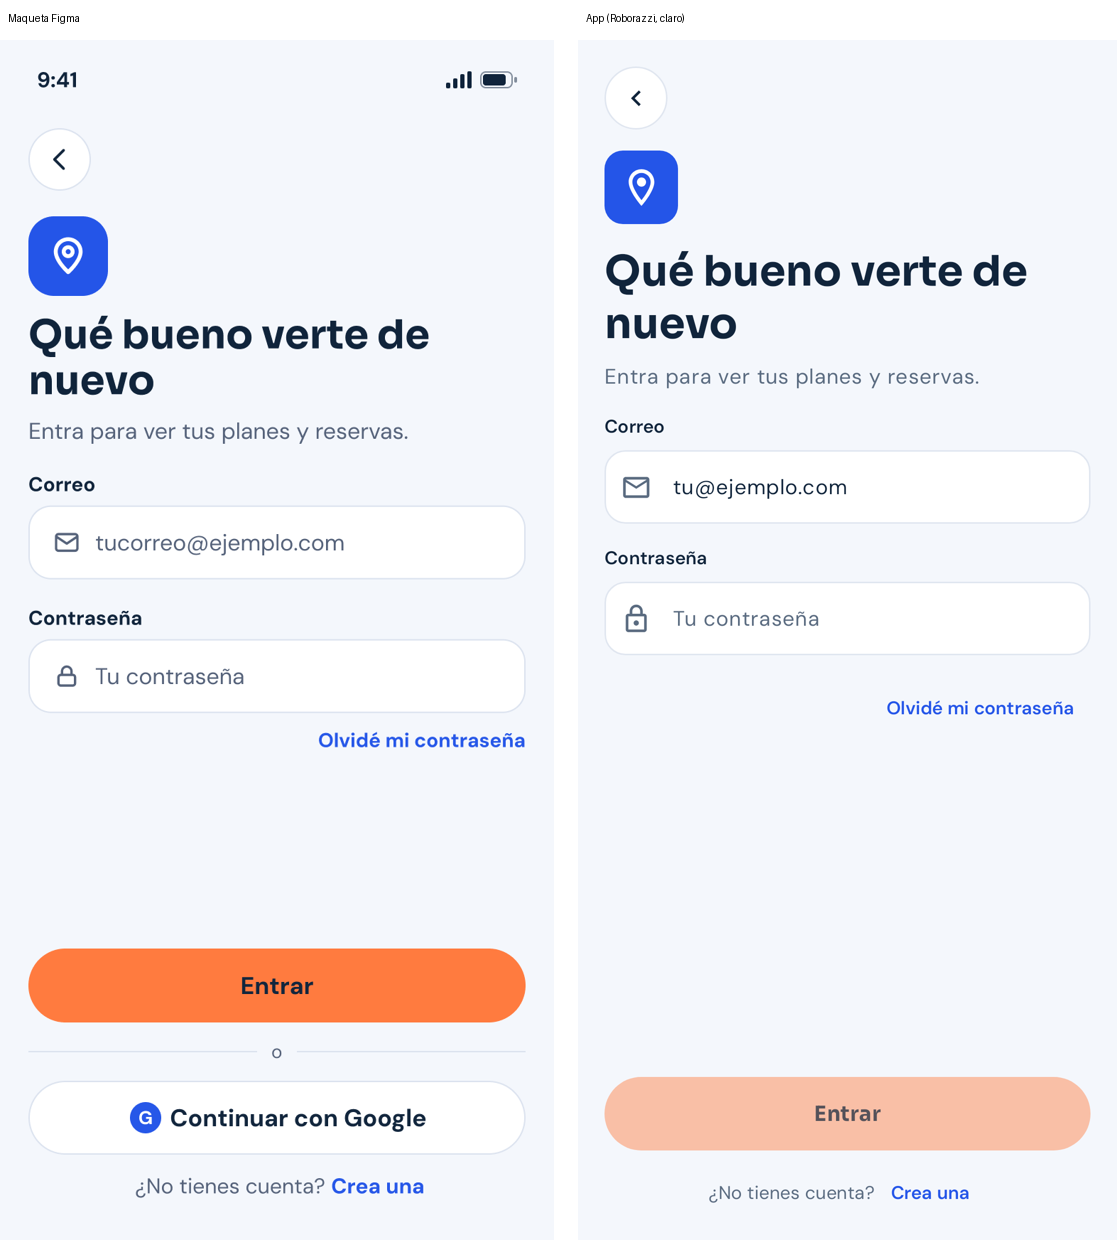 Maqueta Figma
9:41
Qué bueno verte de
nuevo
Entra para ver tus planes y reservas.
Correo
tucorreo@ejemplo.com
Contraseña
Tu contraseña
Olvidé mi contraseña
Entrar
o
G Continuar con Google
¿No tienes cuenta? Crea una
App (Roborazzi, claro)
Qué bueno verte de
nuevo
Entra para ver tus planes y reservas.
Correo
tu@ejemplo.com
Contraseña
Tu contraseña
Olvidé mi contraseña
Entrar
¿No tienes cuenta? Crea una